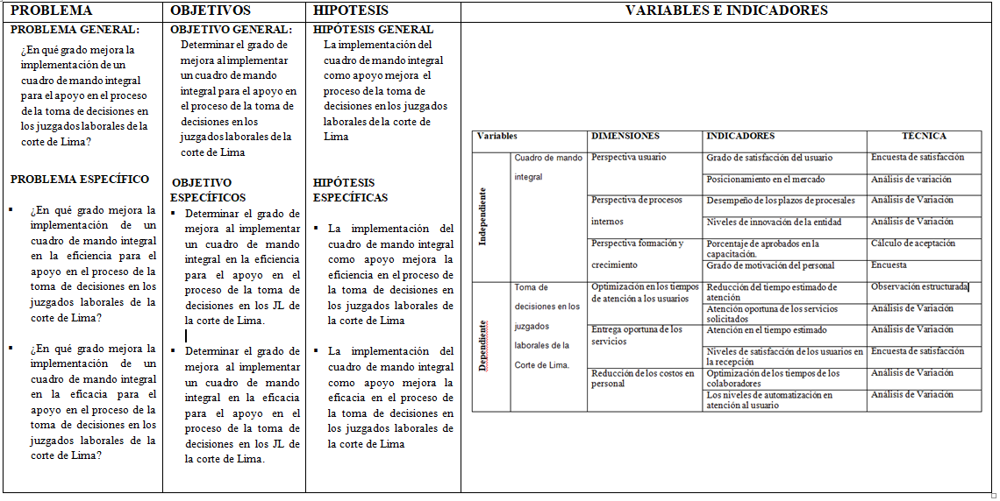 PROBLEMA
OBJETIVOS
HIPOTESIS
VARIABLES E INDICADORES
PROBLEMA GENERAL:
¿En qué grado mejora la
implementación de un
cuadro de mando integral
para el apoyo en el proceso
de la toma de decisiones en
los juzgados laborales de la
corte de Lima?
PROBLEMA ESPECÍFICO
▪ ¿En qué grado mejora la
implementación de un
cuadro de mando integral
en la eficiencia para el
apoyo en el proceso de la
toma de decisiones en los
juzgados laborales de la
corte de Lima?
▪ ¿En qué grado mejora la
implementación de un
cuadro de mando integral
en la eficacia para el
apoyo en el proceso de la
toma de decisiones en los
juzgados laborales de la
corte de Lima?
OBJETIVO GENERAL:
Determinar el grado de
mejora al implementar
un cuadro de mando
integral para el apoyo en
el proceso de la toma de
decisiones en los
juzgados laborales de la
corte de Lima
OBJETIVO
ESPECÍFICOS
▪ Determinar el grado de
mejora al implementar
un cuadro de mando
integral en la eficiencia
para el apoyo en el
proceso de la toma de
decisiones en los JL de
la corte de Lima.
▪ Determinar el grado de
mejora al implementar
un cuadro de mando
integral en la eficacia
para el apoyo en el
proceso de la toma de
decisiones en los JL de
la corte de Lima.
HIPÓTESIS GENERAL
La implementación del
cuadro de mando integral
como apoyo mejora el
proceso de la toma de
decisiones en los juzgados
laborales de la corte de
Lima
HIPÓTESIS
ESPECÍFICAS
▪ La implementación del
cuadro de mando integral
como apoyo mejora la
eficiencia en el proceso de
la toma de decisiones en
los juzgados laborales de
la corte de Lima
▪ La implementación del
cuadro de mando integral
como apoyo mejora la
eficacia en el proceso de
la toma de decisiones en
los juzgados laborales de
la corte de Lima
Variables
DIMENSIONES
INDICADORES
TÉCNICA
Independiente
Cuadro de mando
integral
Perspectiva usuario
Grado de satisfacción del usuario
Encuesta de satisfacción
Posicionamiento en el mercado
Análisis de variación
Perspectiva de procesos
internos
Desempeño de los plazos de procesales
Análisis de Variación
Niveles de innovación de la entidad
Análisis de Variación
Perspectiva formación y
crecimiento
Porcentaje de aprobados en la
capacitación.
Cálculo de aceptación
Grado de motivación del personal
Encuesta
Dependiente
Toma de
decisiones en los
juzgados
laborales de la
Corte de Lima.
Optimización en los tiempos
de atención a los usuarios
Reducción del tiempo estimado de
atención
Observación estructurada
Atención oportuna de los servicios
solicitados
Análisis de Variación
Entrega oportuna de los
servicios
Atención en el tiempo estimado
Análisis de Variación
Niveles de satisfacción de los usuarios en
la recepción
Encuesta de satisfacción
Reducción de los costos en
personal
Optimización de los tiempos de los
colaboradores
Análisis de Variación
Los niveles de automatización en
atención al usuario
Análisis de Variación